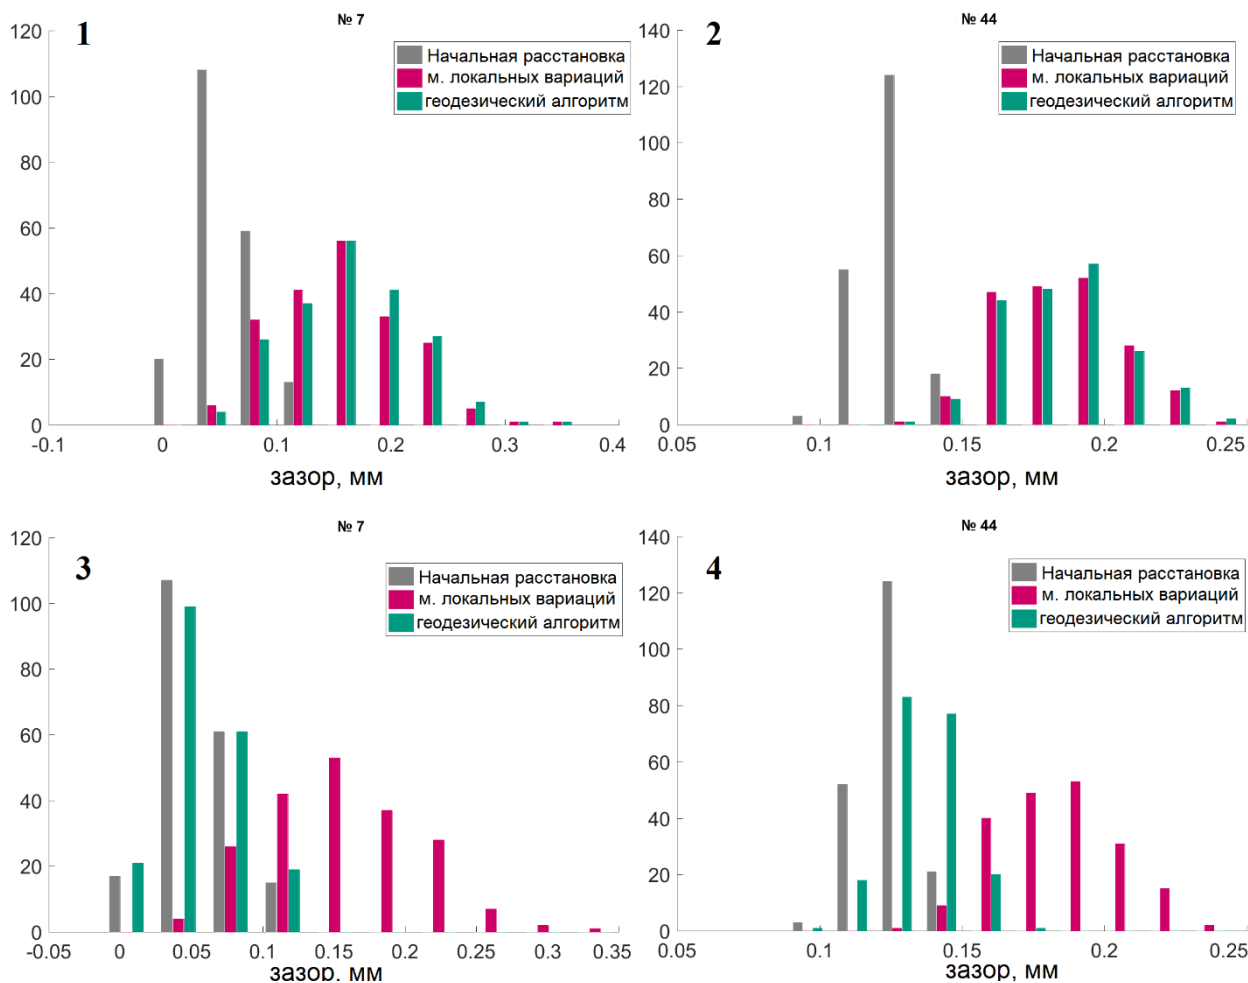 1
№ 7
120
100
80
60
40
20
0
Начальная расстановка
м. локальных вариаций
геодезический алгоритм
-0.1 0 0.1 0.2 0.3 0.4
зазор, мм
2
№ 44
140
120
100
80
60
40
20
0
Начальная расстановка
м. локальных вариаций
геодезический алгоритм
0.05 0.1 0.15 0.2 0.25
зазор, мм
3
№ 7
120
100
80
60
40
20
0
Начальная расстановка
м. локальных вариаций
геодезический алгоритм
-0.05 0 0.05 0.1 0.15 0.2 0.25 0.3 0.35
зазор, мм
4
№ 44
140
120
100
80
60
40
20
0
Начальная расстановка
м. локальных вариаций
геодезический алгоритм
0.05 0.1 0.15 0.2 0.25
зазор, мм